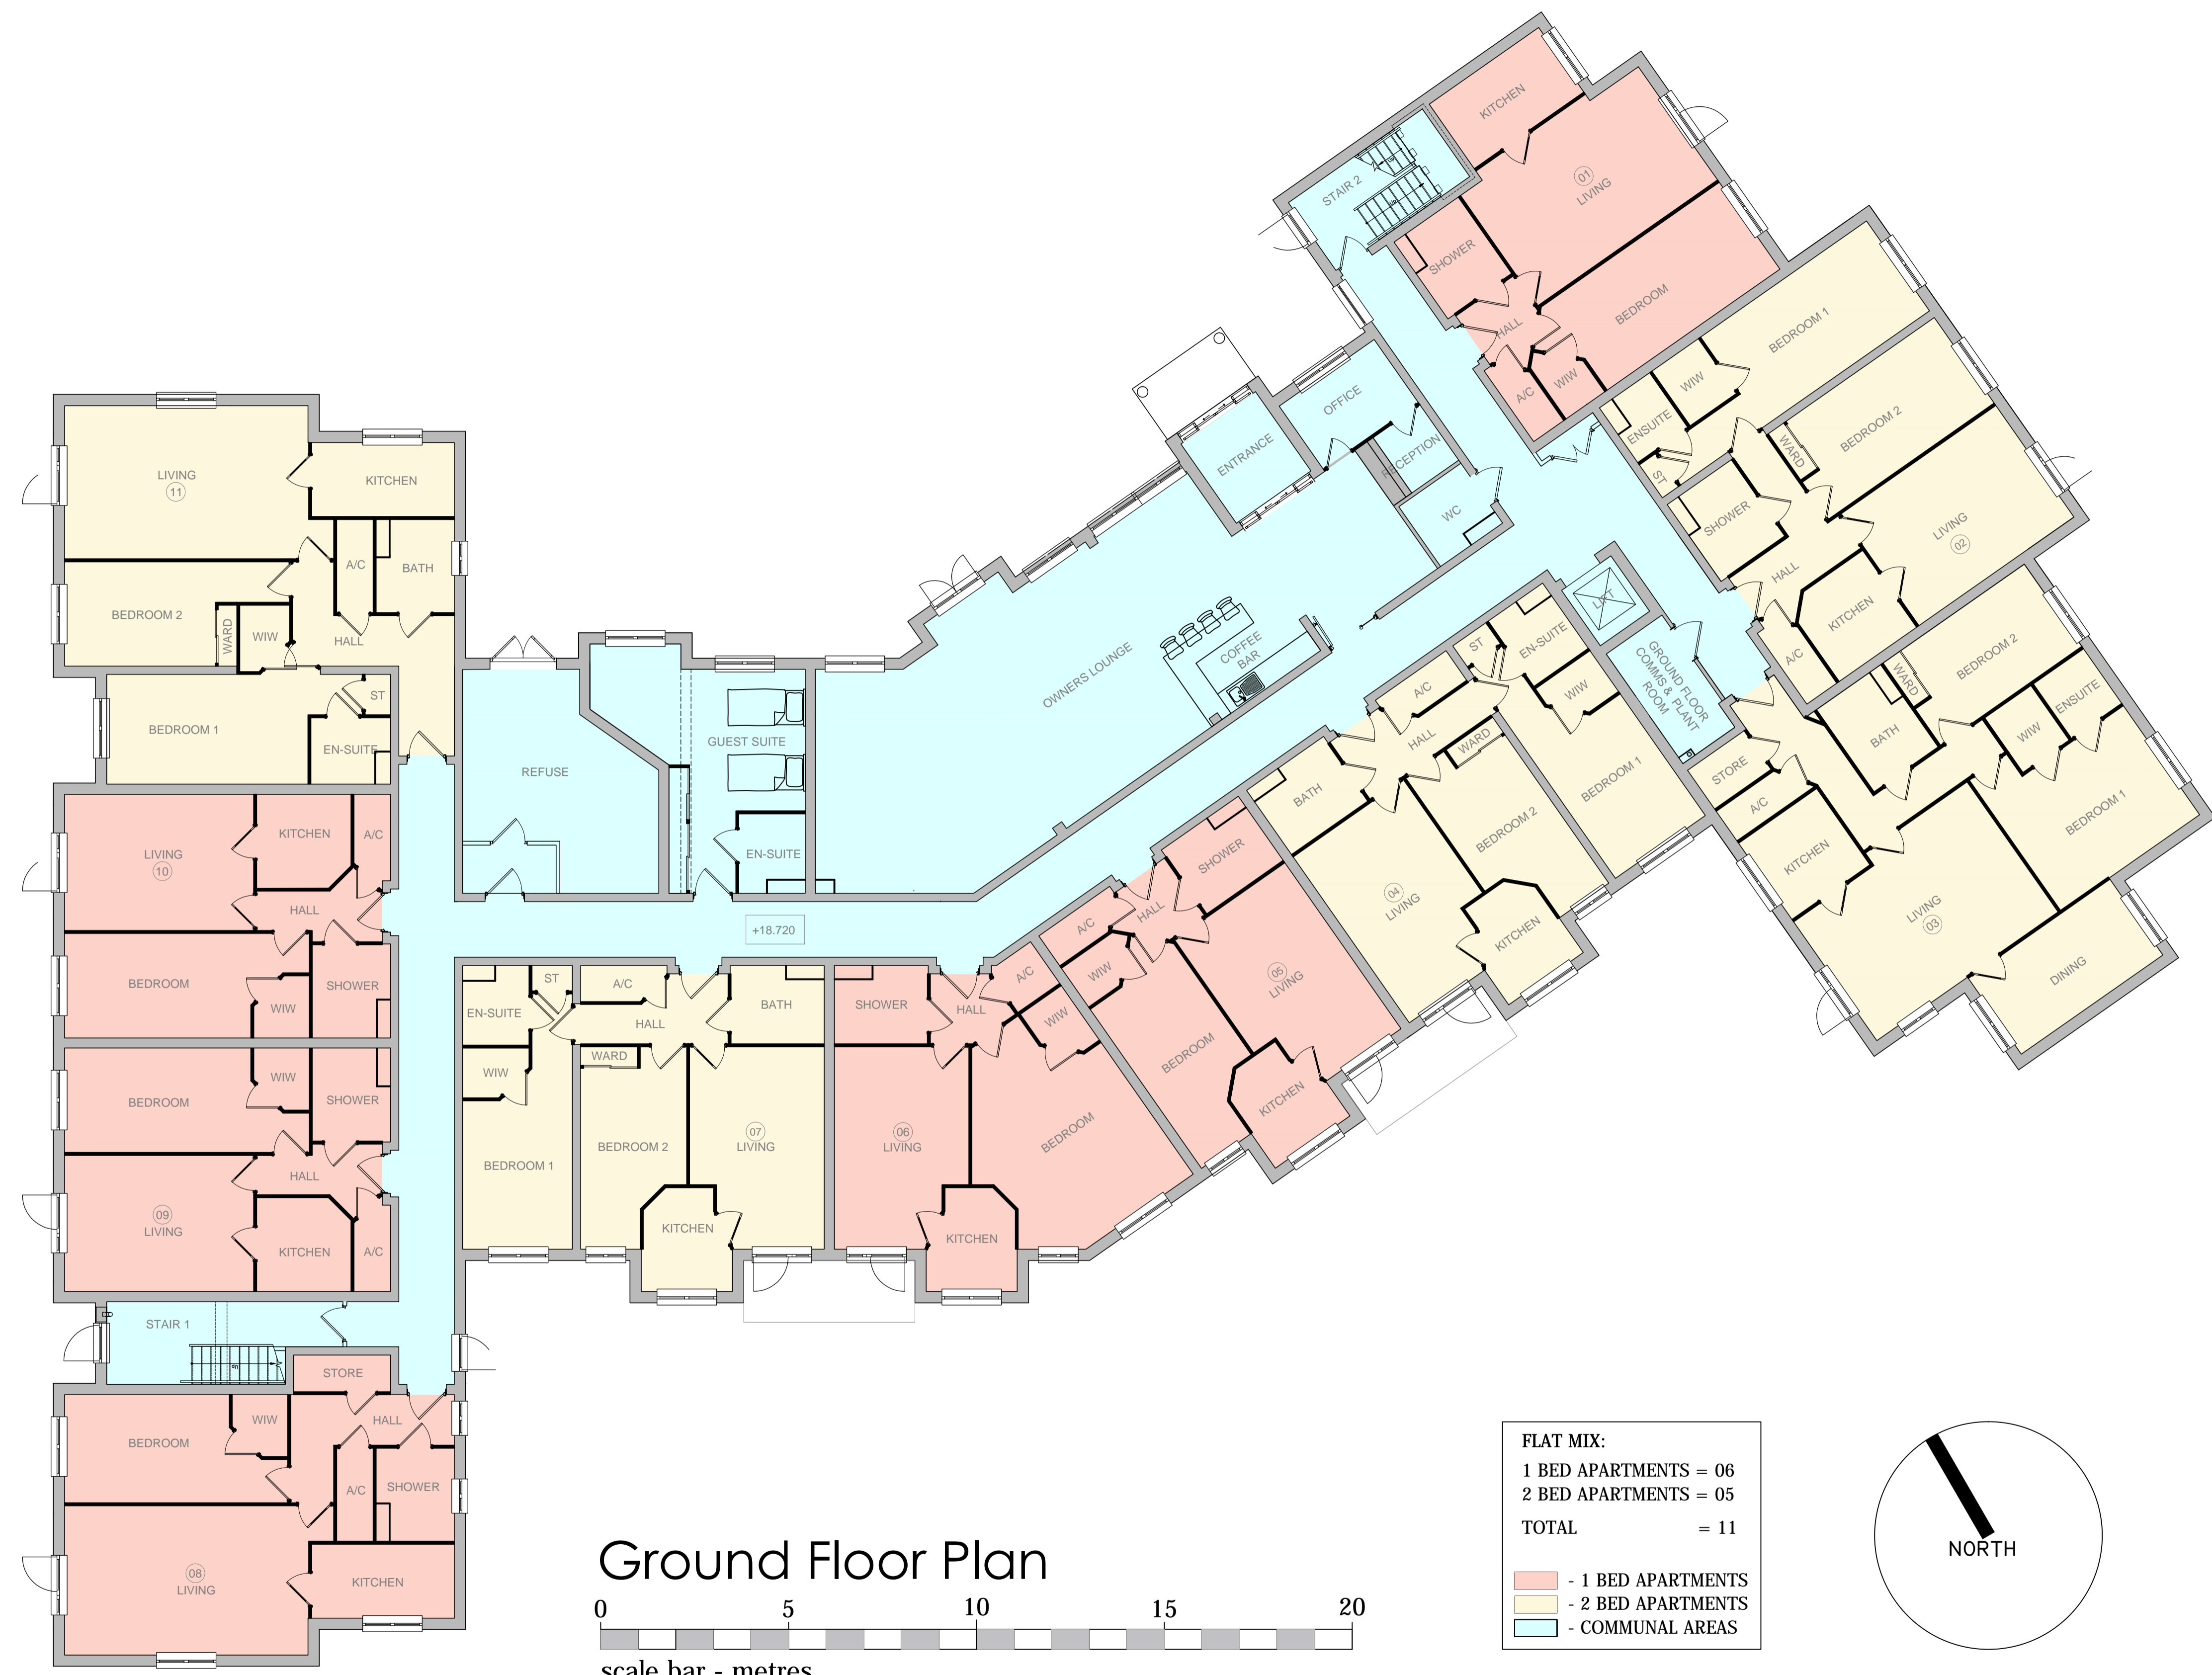 KITCHEN
01
LIVING
STAIR 2
SHOWER
BEDROOM
HALL
A/C
WIW
BEDROOM 1
WIW
ENSUITE
ST
BEDROOM 2
WARD
SHOWER
LIVING
02
HALL
KITCHEN
A/C
OFFICE
RECEPTION
ENTRANCE
WC
LIFT
GROUND FLOOR
COMMS & PLANT
ROOM
OWNERS LOUNGE
COFFEE
BAR
BEDROOM 2
WARD
ENSUITE
WIW
BATH
BEDROOM 1
STORE
A/C
KITCHEN
LIVING
03
DINING
ST
EN-SUITE
WIW
A/C
HALL
WARD
BEDROOM 1
BATH
BEDROOM 2
04
LIVING
KITCHEN
SHOWER
HALL
A/C
WIW
05
LIVING
BEDROOM
KITCHEN
LIVING
11
KITCHEN
A/C
BATH
BEDROOM 2
WARD
WIW
HALL
BEDROOM 1
ST
EN-SUITE
REFUSE
GUEST SUITE
EN-SUITE
+18.720
LIVING
10
KITCHEN
A/C
HALL
BEDROOM
WIW
SHOWER
BEDROOM
WIW
SHOWER
HALL
09
LIVING
KITCHEN
A/C
EN-SUITE
ST
A/C
BATH
HALL
WIW
WARD
BEDROOM 1
BEDROOM 2
07
LIVING
KITCHEN
SHOWER
HALL
A/C
WIW
06
LIVING
BEDROOM
KITCHEN
STAIR 1
STORE
WIW
HALL
BEDROOM
A/C
SHOWER
08
LIVING
KITCHEN
Ground Floor Plan
0 5 10 15 20
scale bar - metres
FLAT MIX:
1 BED APARTMENTS = 06
2 BED APARTMENTS = 05
TOTAL = 11
- 1 BED APARTMENTS
- 2 BED APARTMENTS
- COMMUNAL AREAS
NORTH